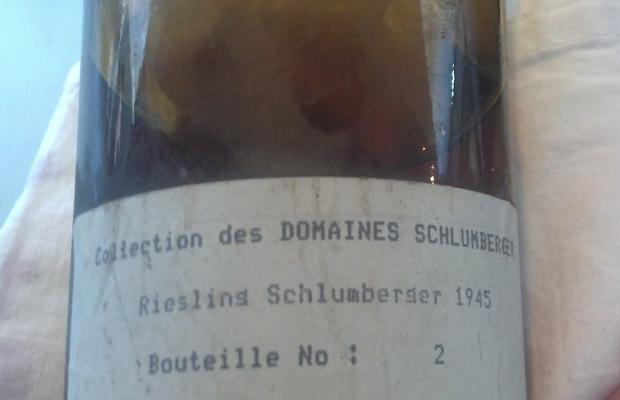 Collection des DOMAINES SCHLUMBERGER
Riesling Schlumberger 1945
Bouteille No : 2